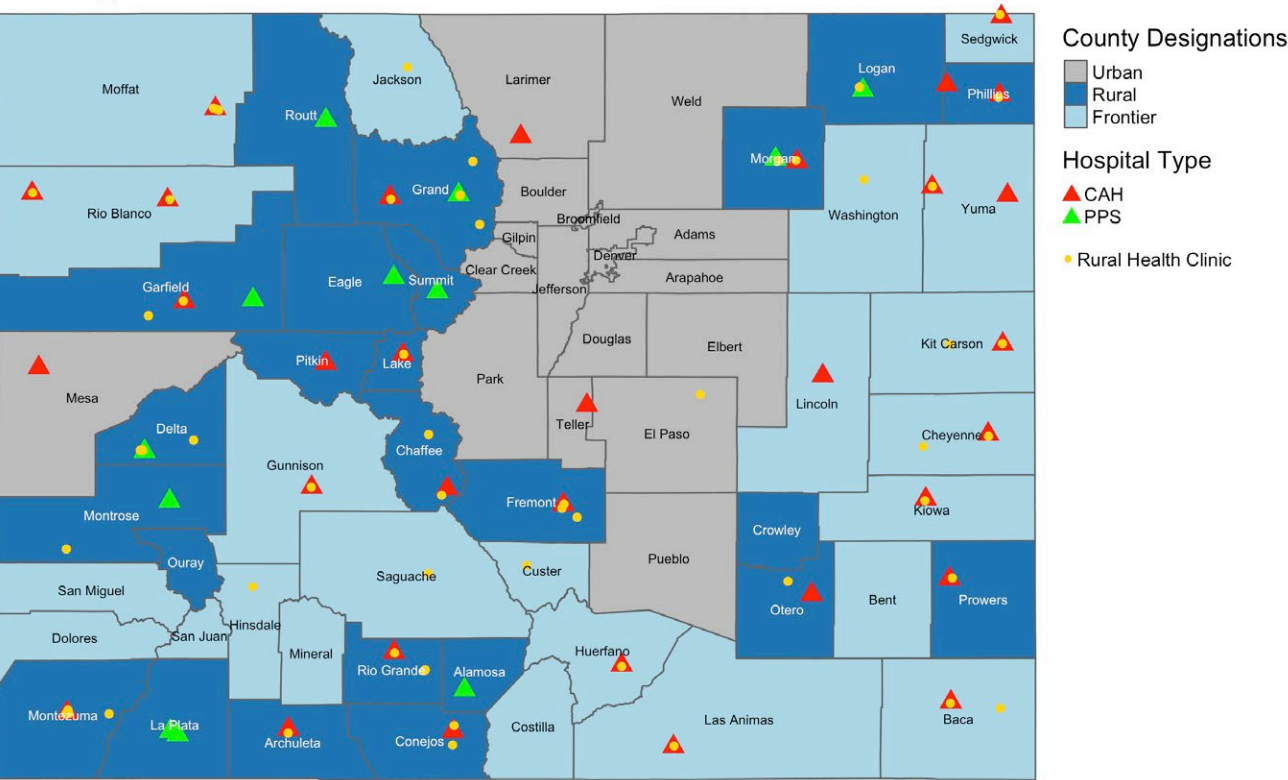 County Designations
Urban
Rural
Frontier
Hospital Type
CAH
PPS
Rural Health Clinic
Sedgwick
Moffat
Jackson
Larimer
Logan
Phillips
Weld
Routt
Morgan
Grand
Boulder
Rio Blanco
Washington
Yuma
Broomfield
Gilpin
Adams
Denver
Clear Creek
Arapahoe
Eagle
Summit
Garfield
Jefferson
Douglas
Elbert
Kit Carson
Pitkin
Lake
Park
Mesa
Lincoln
Teller
El Paso
Cheyenne
Delta
Chaffee
Gunnison
Fremont
Kiowa
Montrose
Crowley
Pueblo
Ouray
Saguache
Custer
San Miguel
Bent
Prowers
Otero
Hinsdale
San Juan
Dolores
Mineral
Huerfano
Rio Grande
Alamosa
Montezuma
La Plata
Costilla
Las Animas
Baca
Archuleta
Conejos